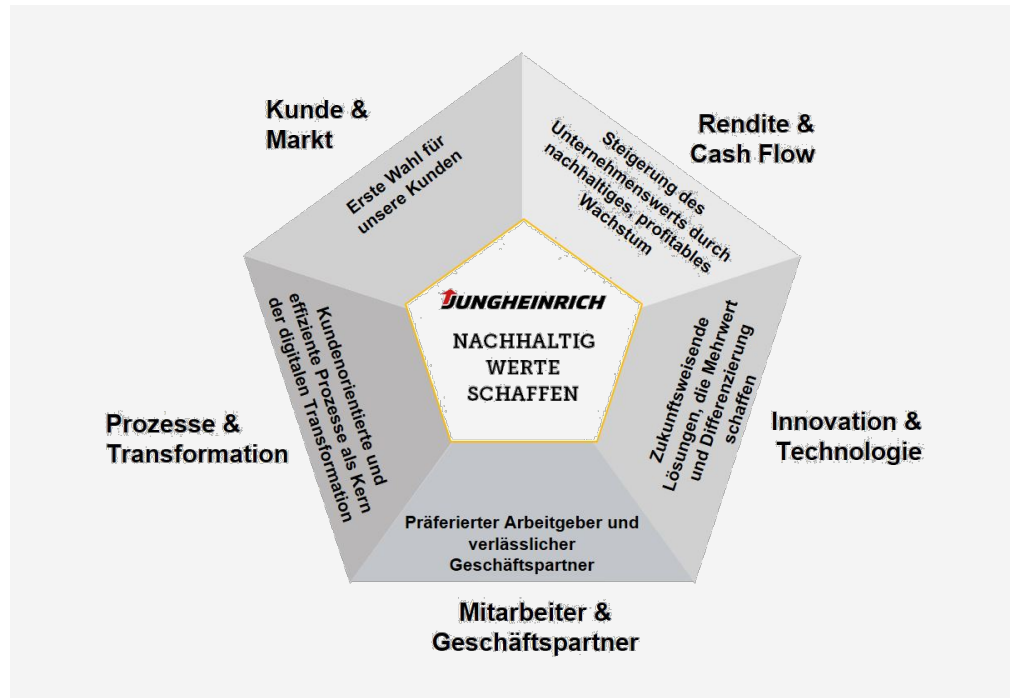 Kunde &
Markt
Erste Wahl für
unsere Kunden
Rendite &
Cash Flow
Steigerung des
Unternehmenswerts durch
nachhaltiges, profitables
Wachstum
JUNGHEINRICH
NACHHALTIG
WERTE
SCHAFFEN
Prozesse &
Transformation
Kundenorientierte und
effiziente Prozesse als Kern
der digitalen Transformation
Innovation &
Technologie
Zukunftsweisende
Lösungen, die Mehrwert
und Differenzierung
schaffen
Präferierter Arbeitgeber und
verlässlicher
Geschäftspartner
Mitarbeiter &
Geschäftspartner